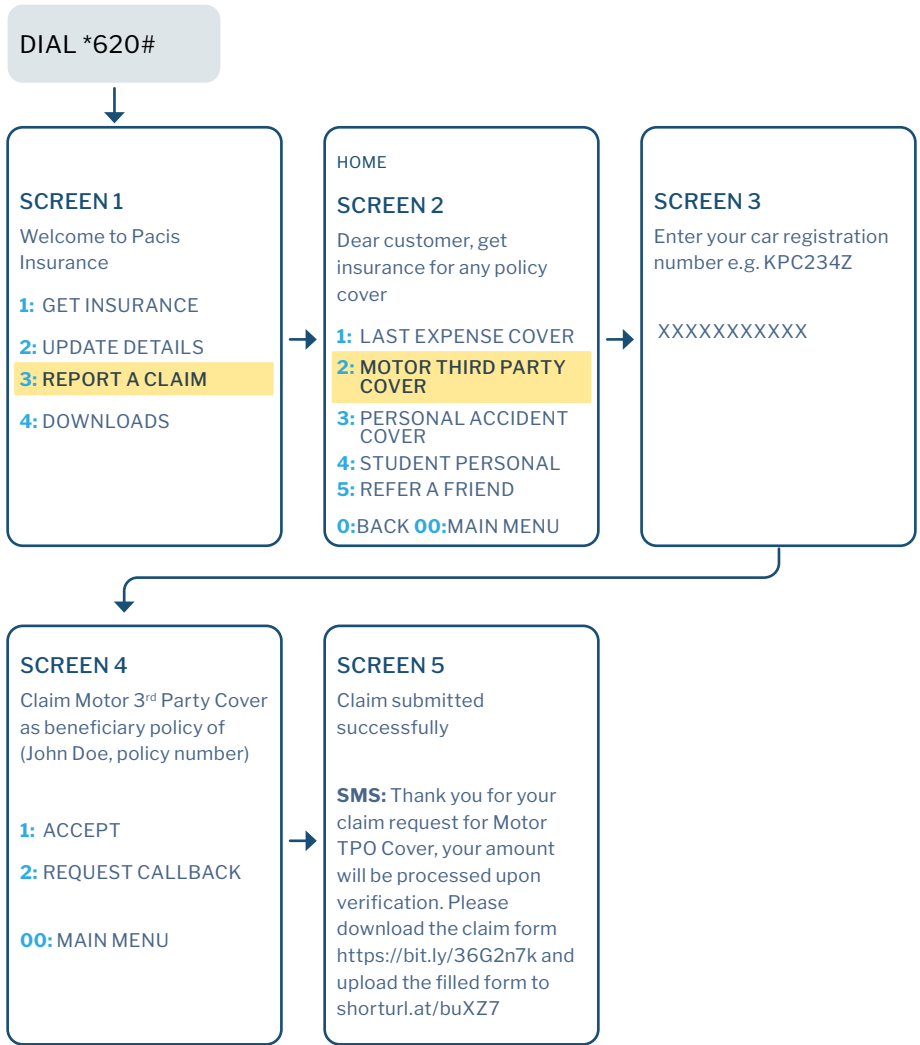 DIAL *620#
SCREEN 1
Welcome to Pacis
Insurance
1: GET INSURANCE
2: UPDATE DETAILS
3: REPORT A CLAIM
4: DOWNLOADS
HOME
SCREEN 2
Dear customer, get
insurance for any policy
cover
1: LAST EXPENSE COVER
2: MOTOR THIRD PARTY
COVER
3: PERSONAL ACCIDENT
COVER
4: STUDENT PERSONAL
5: REFER A FRIEND
0:BACK 00:MAIN MENU
SCREEN 3
Enter your car registration
number e.g. KPC234Z
XXXXXXXXXXX
SCREEN 4
Claim Motor 3rd Party Cover
as beneficiary policy of
(John Doe, policy number)
1: ACCEPT
2: REQUEST CALLBACK
00: MAIN MENU
SCREEN 5
Claim submitted
successfully
SMS: Thank you for your
claim request for Motor
TPO Cover, your amount
will be processed upon
verification. Please
download the claim form
https://bit.ly/36G2n7k and
upload the filled form to
shorturl.at/buXZ7